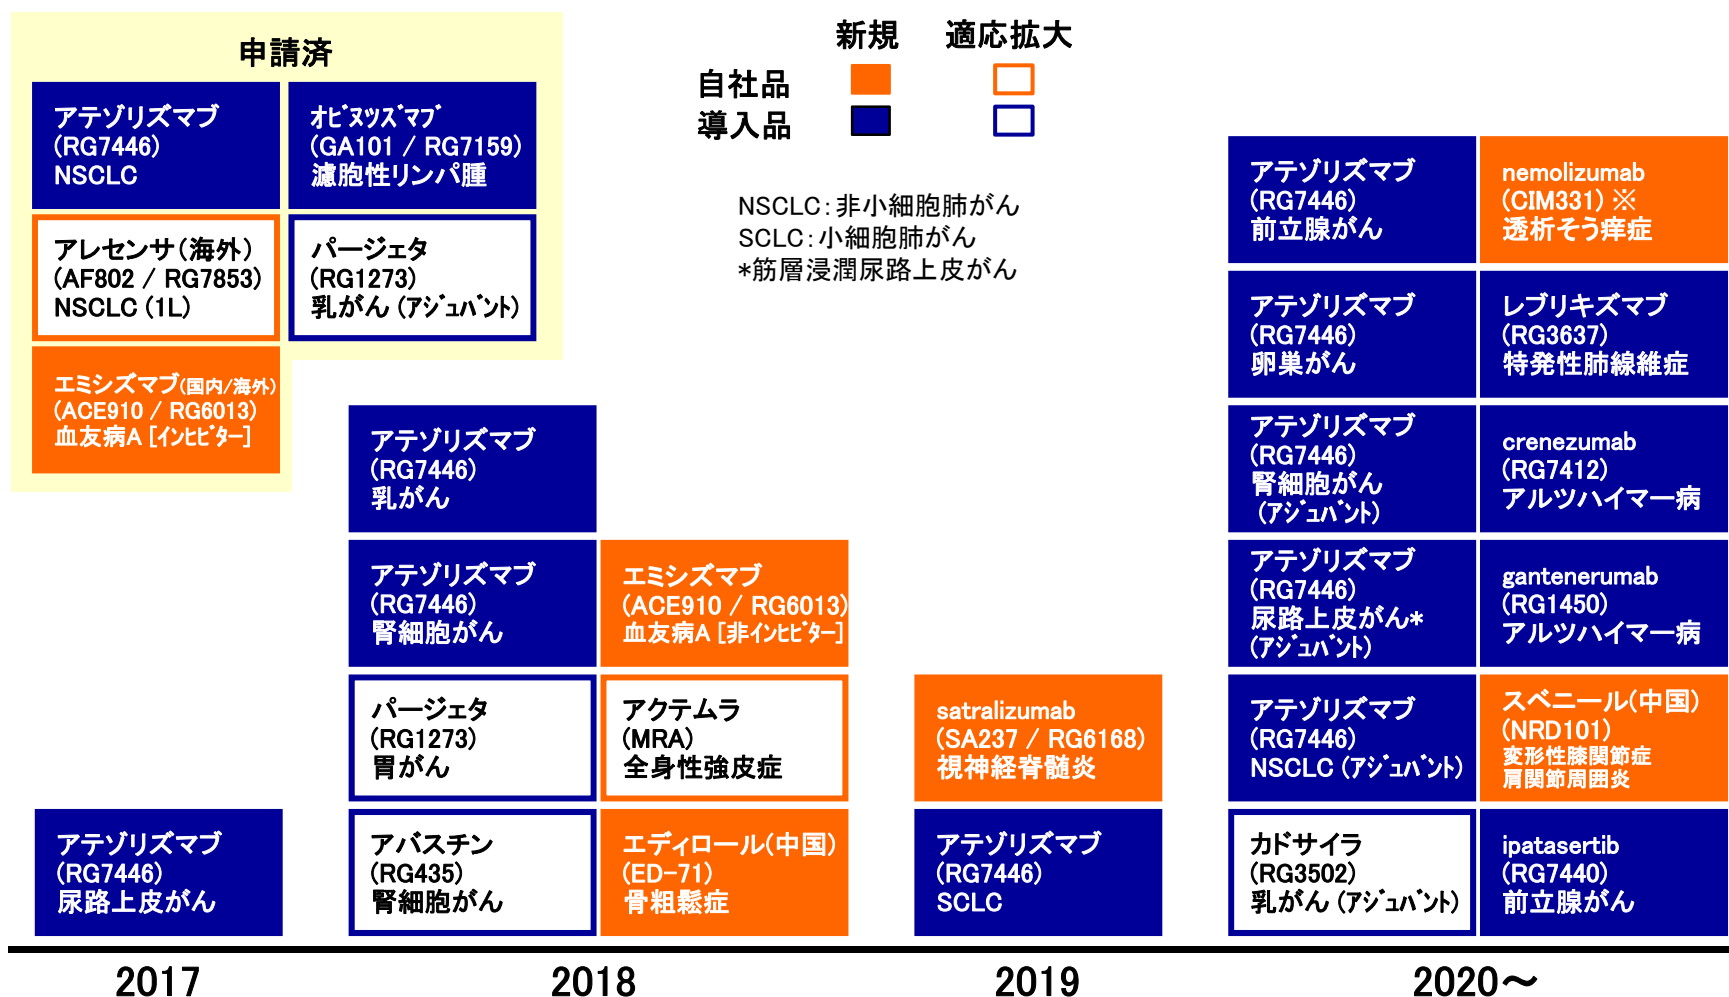 申請済
アテゾリズマブ
(RG7446)
NSCLC
オビヌツズマブ
(GA101 / RG7159)
濾胞性リンパ腫
アレセンサ(海外)
(AF802 / RG7853)
NSCLC (1L)
パージェタ
(RG1273)
乳がん(アジュバント)
エミシズマブ(国内/海外)
(ACE910 / RG6013)
血友病A [インヒビター]
新規 適応拡大
自社品
導入品
NSCLC:非小細胞肺がん
SCLC:小細胞肺がん
*筋層浸潤尿路上皮がん
アテゾリズマブ
(RG7446)
尿路上皮がん
アテゾリズマブ
(RG7446)
乳がん
アテゾリズマブ
(RG7446)
腎細胞がん
エミシズマブ
(ACE910 / RG6013)
血友病A [非インヒビター]
パージェタ
(RG1273)
胃がん
アクテムラ
(MRA)
全身性強皮症
アバスチン
(RG435)
腎細胞がん
エディロール(中国)
(ED-71)
骨粗鬆症
satralizumab
(SA237 / RG6168)
視神経脊髄炎
アテゾリズマブ
(RG7446)
SCLC
アテゾリズマブ
(RG7446)
前立腺がん
nemolizumab
(CIM331) ※
透析そう痒症
アテゾリズマブ
(RG7446)
卵巣がん
レブリキズマブ
(RG3637)
特発性肺線維症
アテゾリズマブ
(RG7446)
腎細胞がん
(アジュバント)
crenezumab
(RG7412)
アルツハイマー病
アテゾリズマブ
(RG7446)
尿路上皮がん*
(アジュバント)
gantenerumab
(RG1450)
アルツハイマー病
アテゾリズマブ
(RG7446)
NSCLC (アジュバント)
スベニール(中国)
(NRD101)
変形性膝関節症
肩関節周囲炎
カドサイラ
(RG3502)
乳がん(アジュバント)
ipatasertib
(RG7440)
前立腺がん
2017 2018 2019 2020～